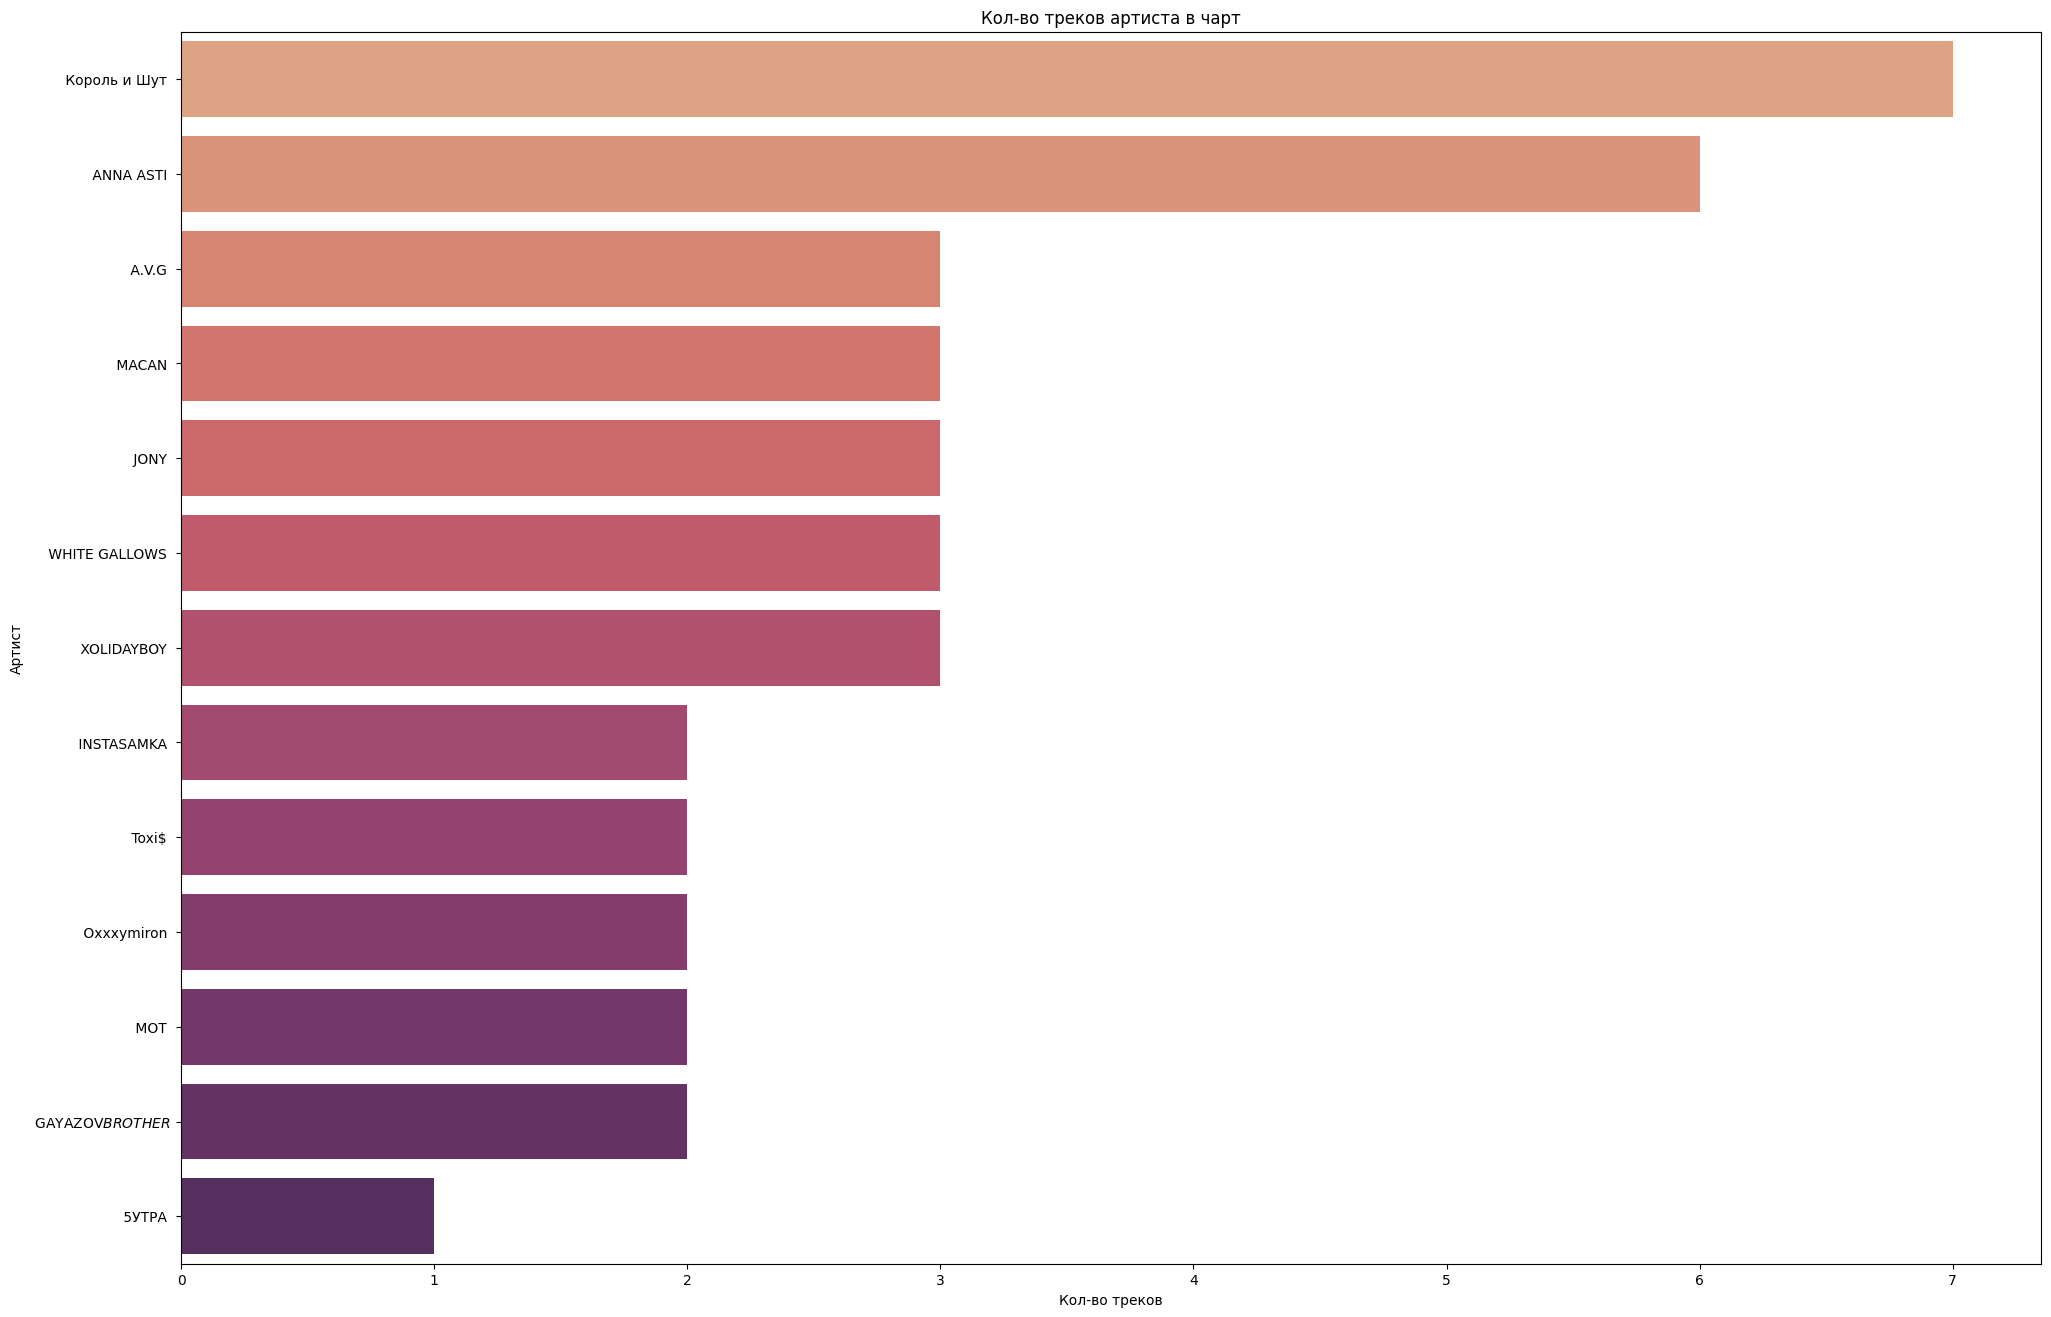 Кол-во треков артиста в чарт
Король и Шут
ANNA ASTI
A.V.G
MACAN
JONY
WHITE GALLOWS
XOLIDAYBOY
INSTASAMKA
Toxi$
Oxxxymiron
МОТ
GAYAZOVBROTHER
5УТРА
Артист
0 1 2 3 4 5 6 7
Кол-во треков